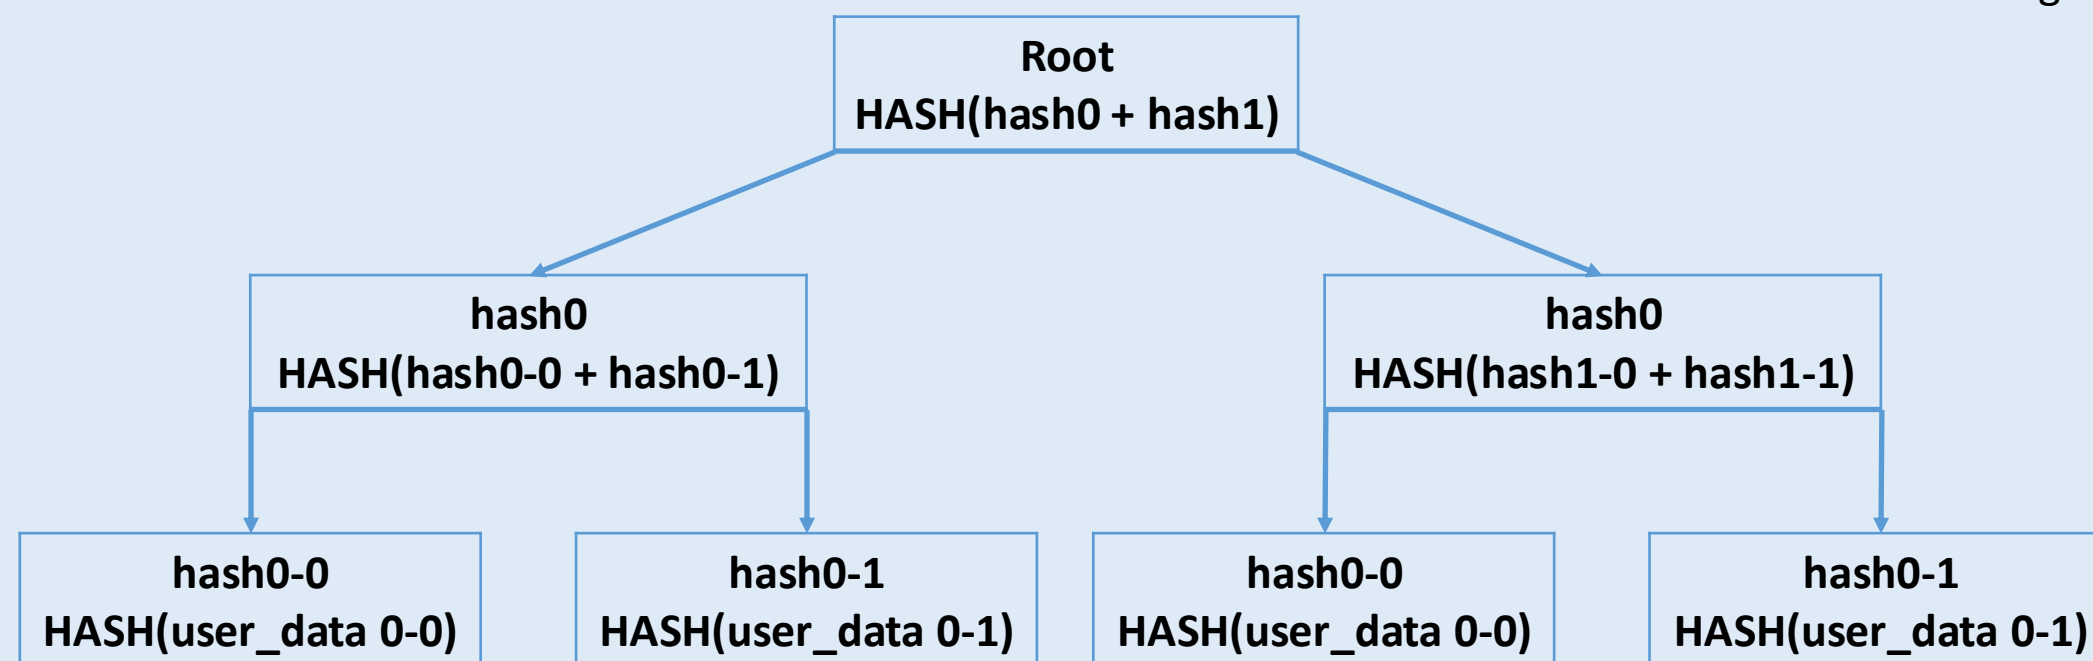 Root
HASH(hash0 + hash1)
hash0
HASH(hash0-0 + hash0-1)
hash0
HASH(hash1-0 + hash1-1)
hash0-0
HASH(user_data 0-0)
hash0-1
HASH(user_data 0-1)
hash0-0
HASH(user_data 0-0)
hash0-1
HASH(user_data 0-1)